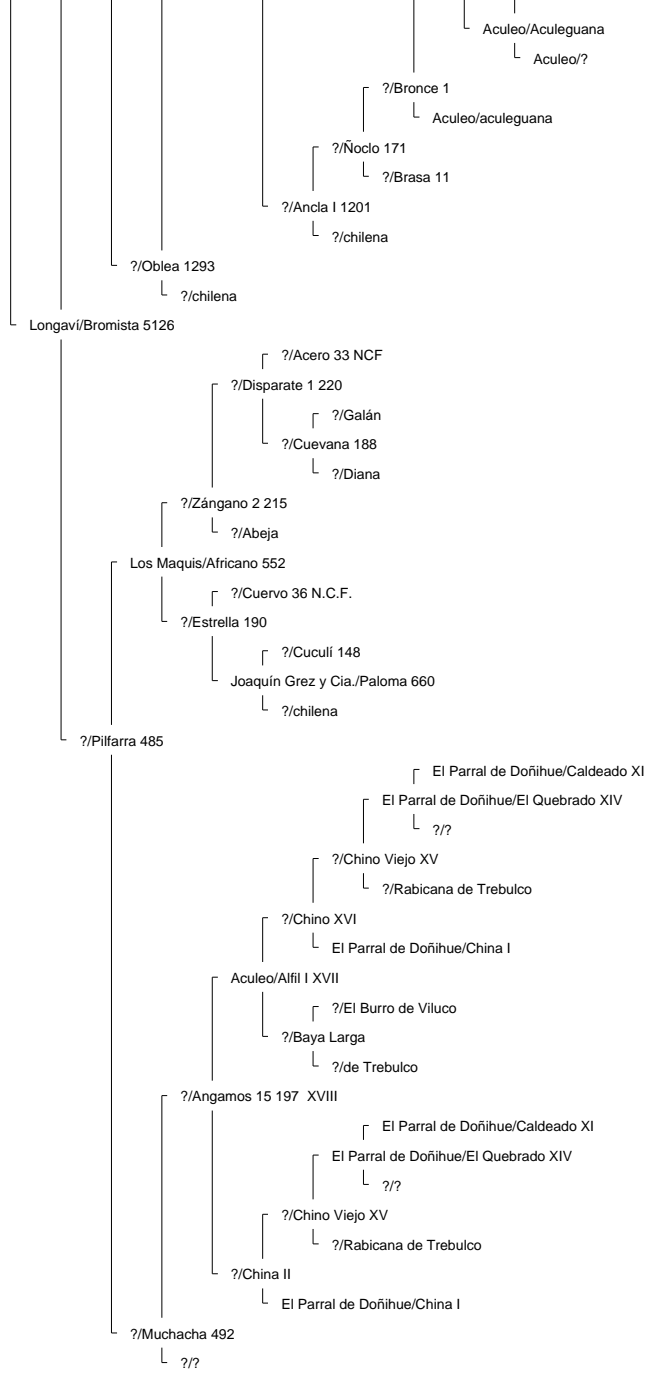 Aculeo/Aculeguana
Aculeo/?
?/Bronce 1
Aculeo/aculeguana
?/Ñoclo 171
?/Brasa 11
?/Ancla I 1201
?/chilena
?/Oblea 1293
?/chilena
Longaví/Bromista 5126
?/Acero 33 NCF
?/Disparate 1 220
?/Galán
?/Cuevana 188
?/Diana
?/Zángano 2 215
?/Abeja
Los Maquis/Africano 552
?/Cuervo 36 N.C.F.
?/Estrella 190
?/Cuculí 148
Joaquín Grez y Cia./Paloma 660
?/chilena
?/Pilfarra 485
El Parral de Doñihue/Caldeado XI
El Parral de Doñihue/El Quebrado XIV
?/?
?/Chino Viejo XV
?/Rabicana de Trebulco
?/Chino XVI
El Parral de Doñihue/China I
Aculeo/Alfil I XVII
?/El Burro de Viluco
?/Baya Larga
?/de Trebulco
?/Angamos 15 197  XVIII
El Parral de Doñihue/Caldeado XI
El Parral de Doñihue/El Quebrado XIV
?/?
?/Chino Viejo XV
?/Rabicana de Trebulco
?/China II
El Parral de Doñihue/China I
?/Muchacha 492
?/?